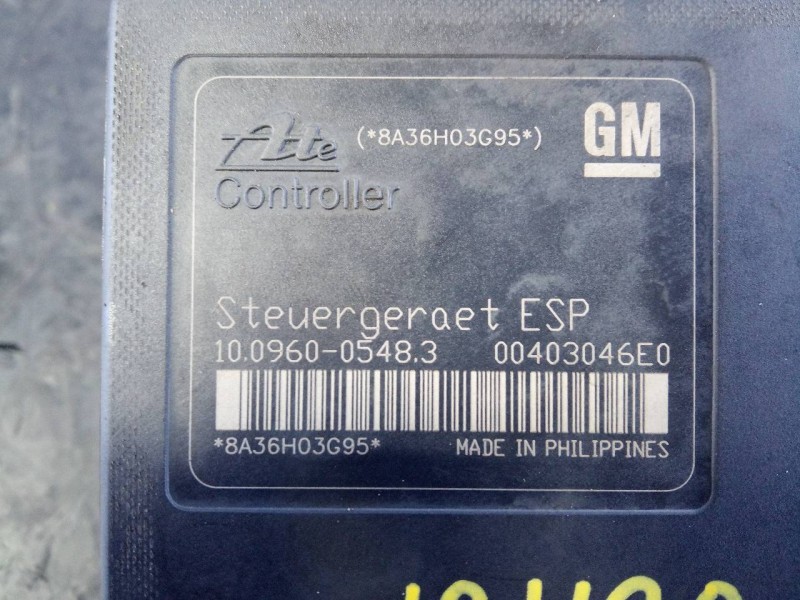 Ate (*8A36H03G95*) GM
Controller
Steuergeraet ESP
10.0960-0548.3 00403046E0
*8A36H03G95* MADE IN PHILIPPINES